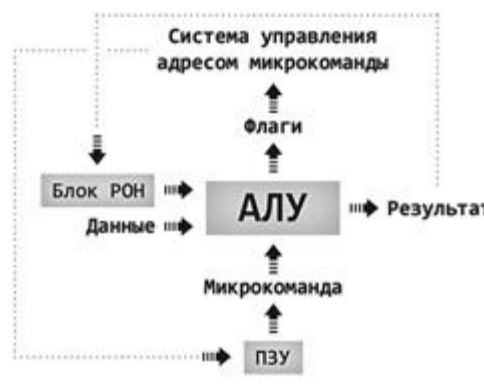 Система управления
адресом микрокоманды
Флаги
Блок РОН
АЛУ
Данные
Результат
Микрокоманда
ПЗУ